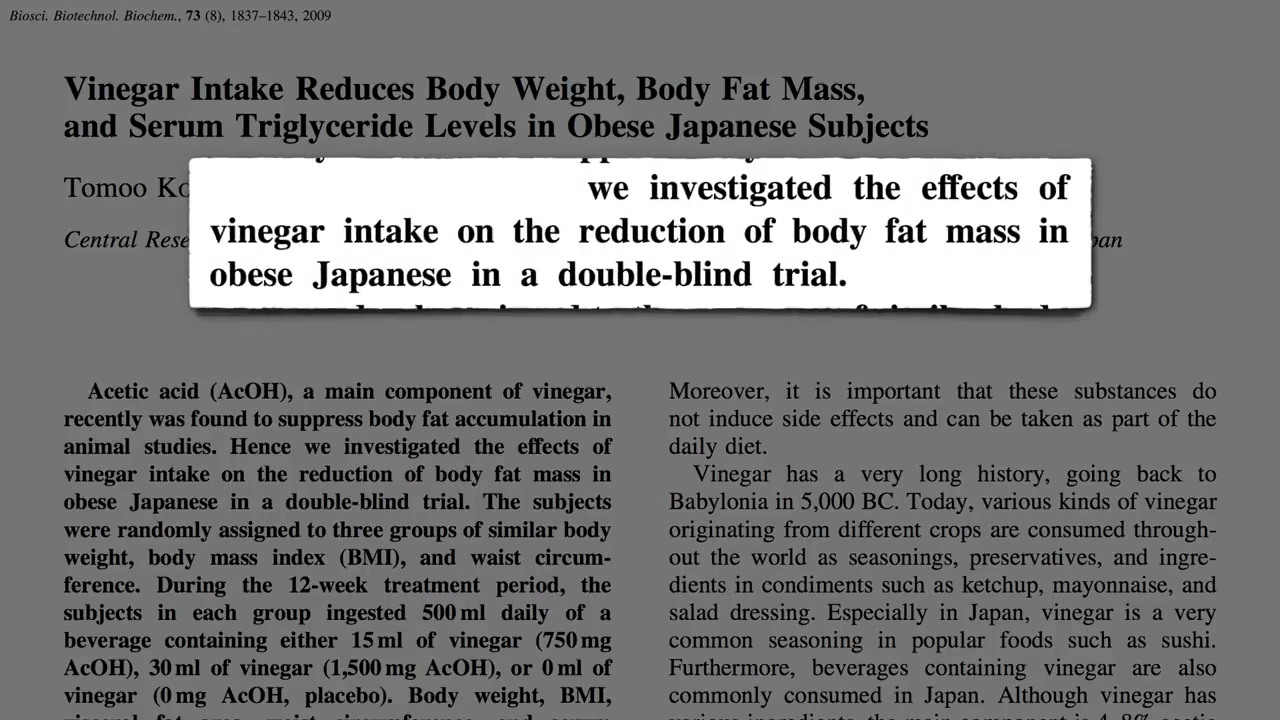 Biosci. Biotechnol. Biochem., 73 (8), 1837–1843, 2009
Vinegar Intake Reduces Body Weight, Body Fat Mass,
and Serum Triglyceride Levels in Obese Japanese Subjects
Tomoo
we investigated the effects of
vinegar intake on the reduction of body fat mass in
obese Japanese in a double-blind trial.
Central
Acetic acid (AcOH), a main component of vinegar,
recently was found to suppress body fat accumulation in
animal studies. Hence we investigated the effects of
vinegar intake on the reduction of body fat mass in
obese Japanese in a double-blind trial. The subjects
were randomly assigned to three groups of similar body
weight, body mass index (BMI), and waist circum-
ference. During the 12-week treatment period, the
subjects in each group ingested 500 ml daily of a
beverage containing either 15 ml of vinegar (750 mg
AcOH), 30 ml of vinegar (1,500 mg AcOH), or 0 ml of
vinegar (0 mg AcOH, placebo). Body weight, BMI,
Moreover, it is important that these substances do
not induce side effects and can be taken as part of the
daily diet.
Vinegar has a very long history, going back to
Babylonia in 5,000 BC. Today, various kinds of vinegar
originating from different crops are consumed through-
out the world as seasonings, preservatives, and ingre-
dients in condiments such as ketchup, mayonnaise, and
salad dressing. Especially in Japan, vinegar is a very
common seasoning in popular foods such as sushi.
Furthermore, beverages containing vinegar are also
commonly consumed in Japan. Although vinegar has